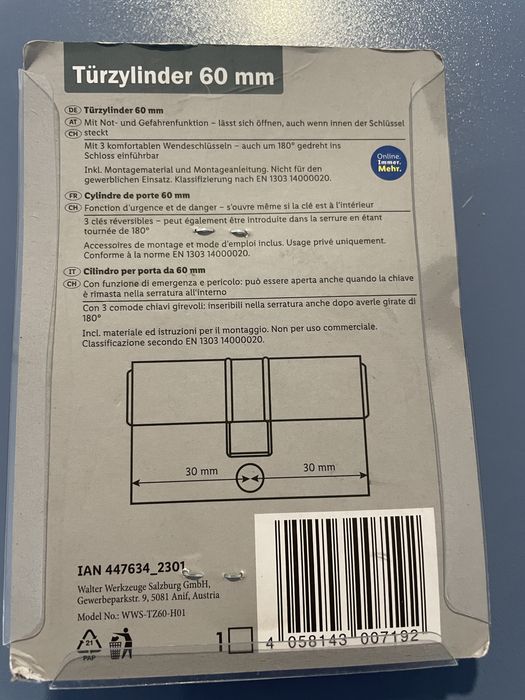 Türzylinder 60 mm
DE Türzylinder 60 mm
AT Mit Not- und Gefahrenfunktion – lässt sich öffnen, auch wenn innen der Schlüssel
CH steckt
Mit 3 komfortablen Wendeschlüsseln – auch um 180° gedreht ins
Schloss einführbar
Inkl. Montagematerial und Montageanleitung. Nicht für den
gewerblichen Einsatz. Klassifizierung nach EN 1303 14000020.
Online.
Immer.
Mehr.
FR Cylindre de porte 60 mm
CH Fonction d'urgence et de danger – s'ouvre même si la clé est à l'intérieur
3 clés réversibles – peut également être introduite dans la serrure en étant
tournée de 180°
Accessoires de montage et mode d'emploi inclus. Usage privé uniquement.
Conforme à la norme EN 1303 14000020.
IT Cilindro per porta da 60 mm
CH Con funzione di emergenza e pericolo: può essere aperta anche quando la chiave
è rimasta nella serratura all'interno
Con 3 comode chiavi girevoli: inseribili nella serratura anche dopo averle girate di
180°
Incl. materiale ed istruzioni per il montaggio. Non per uso commerciale.
Classificazione secondo EN 1303 14000020.
30 mm 30 mm
IAN 447634_2301
Walter Werkzeuge Salzburg GmbH,
Gewerbeparkstr. 9, 5081 Anif, Austria
Model No.: WWS-TZ60-H01
21
PAP
1
4 058143 007192